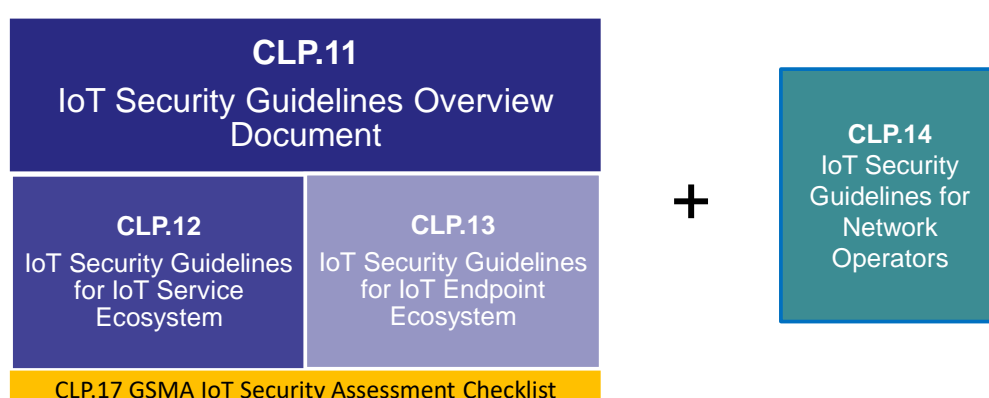 CLP.11
IoT Security Guidelines Overview
Document
CLP.12
IoT Security Guidelines
for IoT Service
Ecosystem
CLP.13
IoT Security Guidelines
for IoT Endpoint
Ecosystem
CLP.17 GSMA IoT Security Assessment Checklist
+
CLP.14
IoT Security
Guidelines for
Network
Operators